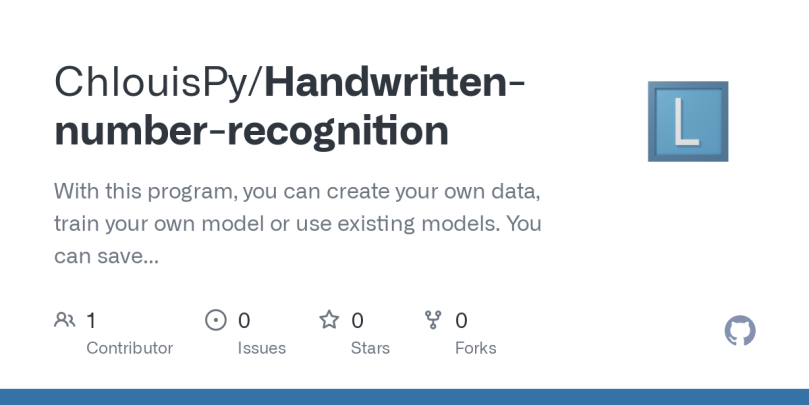 ChlouisPy/Handwritten-
number-recognition
L
With this program, you can create your own data,
train your own model or use existing models. You
can save...
1 0 0 0
Contributor Issues Stars Forks